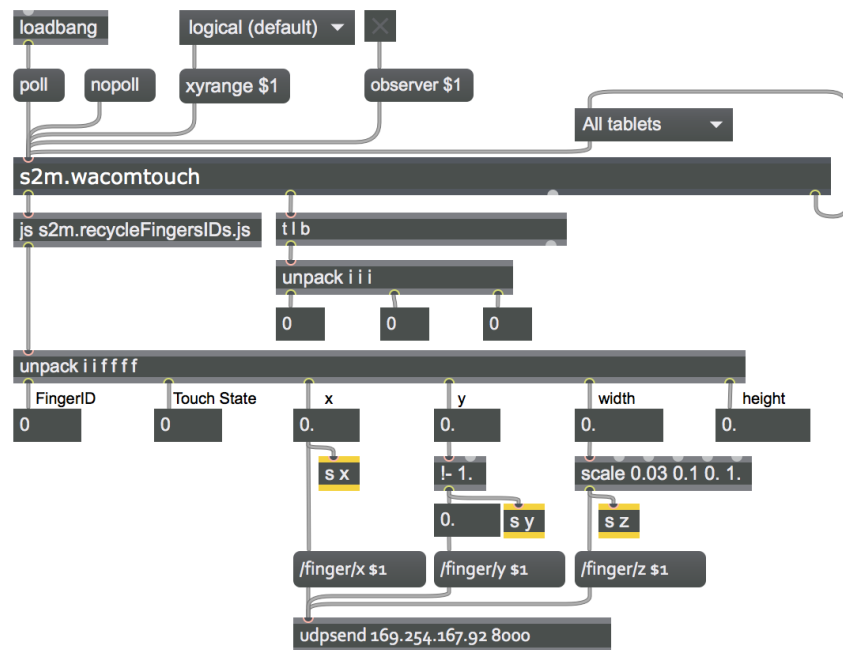 loadbang
logical (default)
poll
nopoll
xyrange $1
observer $1
All tablets
s2m.wacomtouch
js s2m.recycleFingersIDs.js
t l b
unpack i i i
0
0
0
unpack i i f f f f
FingerID
Touch State
x
y
width
height
0
0
0.
0.
0.
0.
s x
!- 1.
scale 0.03 0.1 0. 1.
0.
s y
s z
/finger/x $1
/finger/y $1
/finger/z $1
udpsend 169.254.167.92 8000